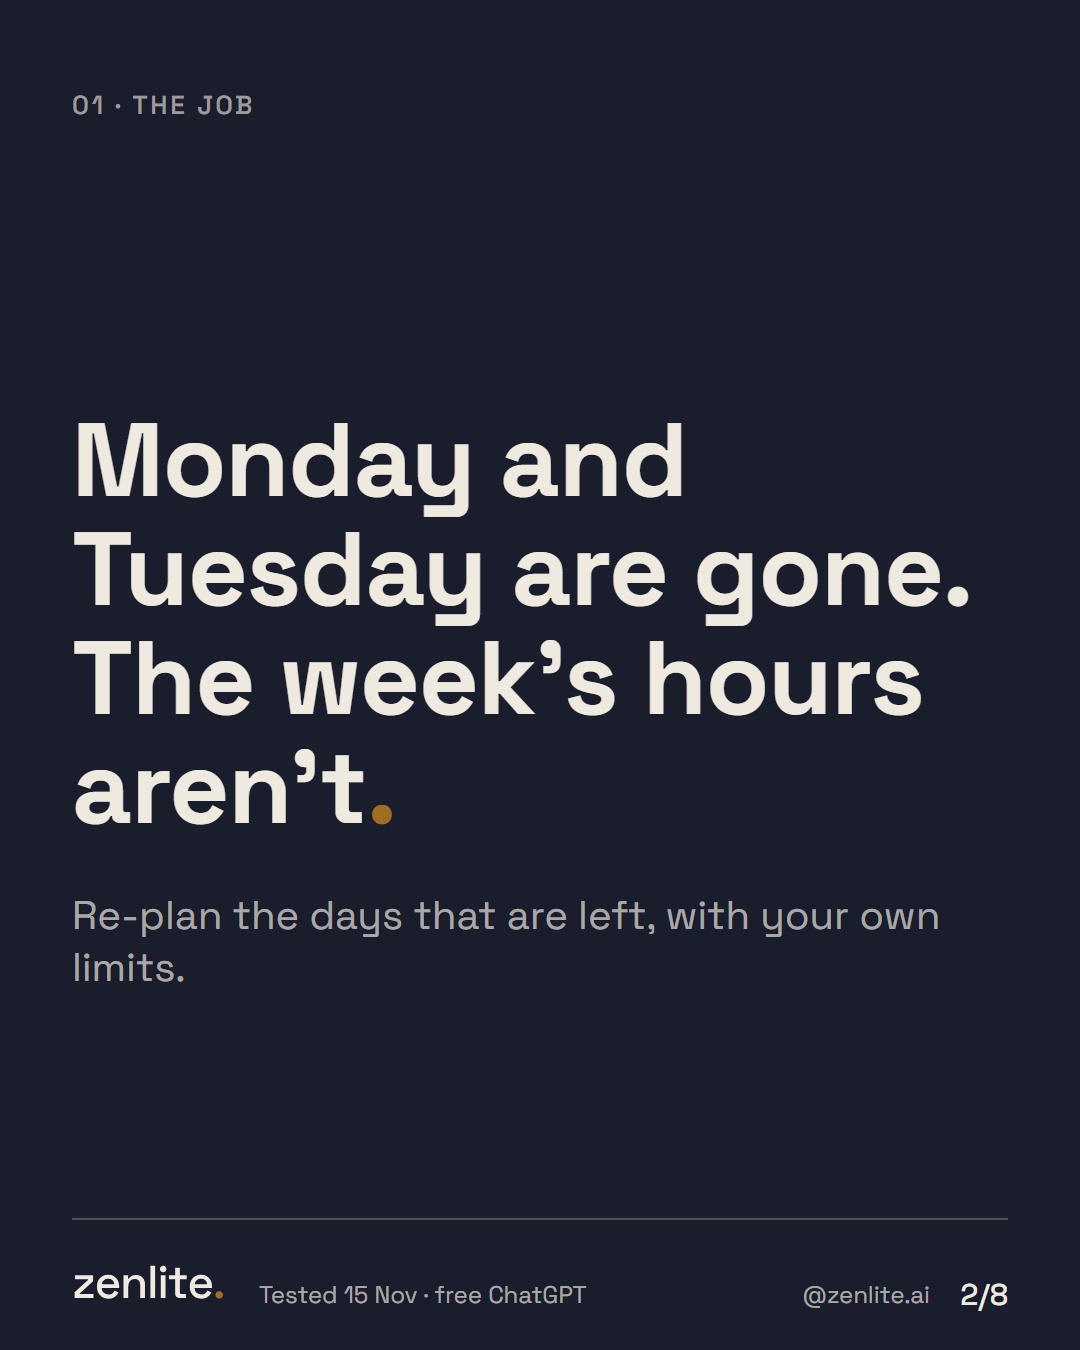 01 · THE JOB
Monday and
Tuesday are gone.
The week’s hours
aren’t.
Re-plan the days that are left, with your own
limits.
zenlite. Tested 15 Nov · free ChatGPT @zenlite.ai 2/8